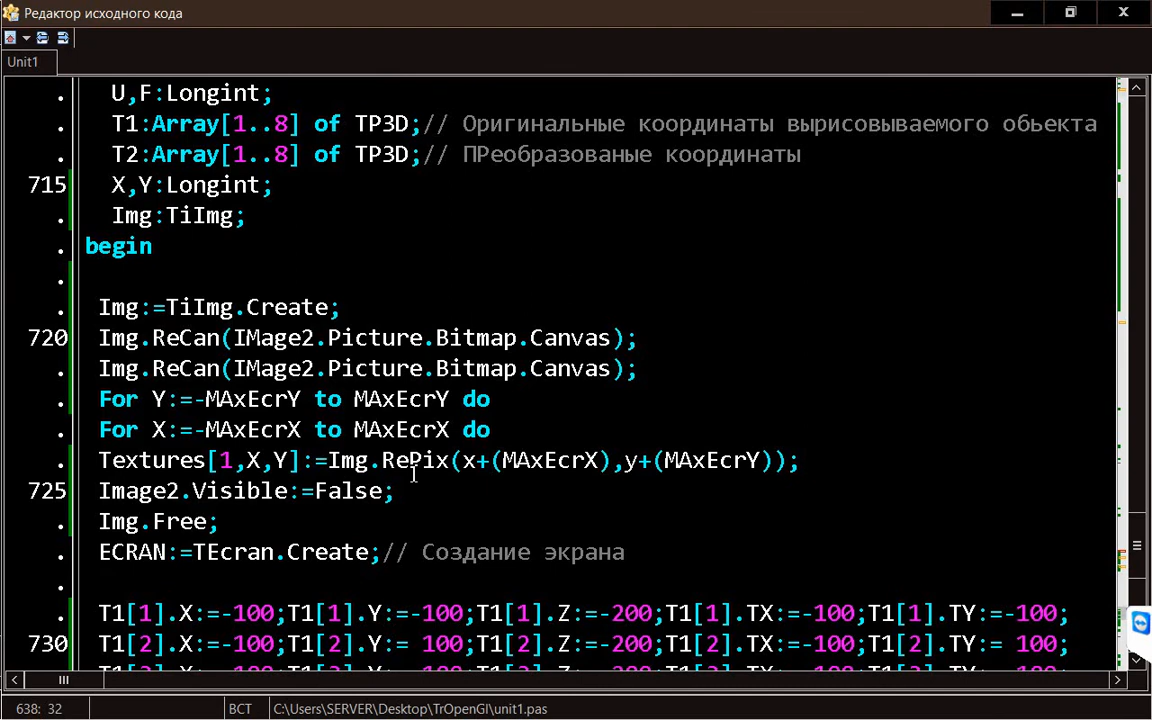 Редактор исходного кода
Unit1
U,F:Longint;
T1:Array[1..8] of TP3D;// Оригинальные координаты вырисовываемого обьекта
T2:Array[1..8] of TP3D;// ПРеобразованые координаты
715 X,Y:Longint;
Img:TiImg;
begin
Img:=TiImg.Create;
720 Img.ReCan(IMage2.Picture.Bitmap.Canvas);
Img.ReCan(IMage2.Picture.Bitmap.Canvas);
For Y:=-MAxEcrY to MAxEcrY do
For X:=-MAxEcrX to MAxEcrX do
Textures[1,X,Y]:=Img.RePix(x+(MAxEcrX),y+(MAxEcrY));
725 Image2.Visible:=False;
Img.Free;
ECRAN:=TEcran.Create;// Создание экрана
T1[1].X:=-100;T1[1].Y:=-100;T1[1].Z:=-200;T1[1].TX:=-100;T1[1].TY:=-100;
730 T1[2].X:=-100;T1[2].Y:= 100;T1[2].Z:=-200;T1[2].TX:=-100;T1[2].TY:= 100;
638: 32 ВСТ C:\Users\SERVER\Desktop\TrOpenGl\unit1.pas